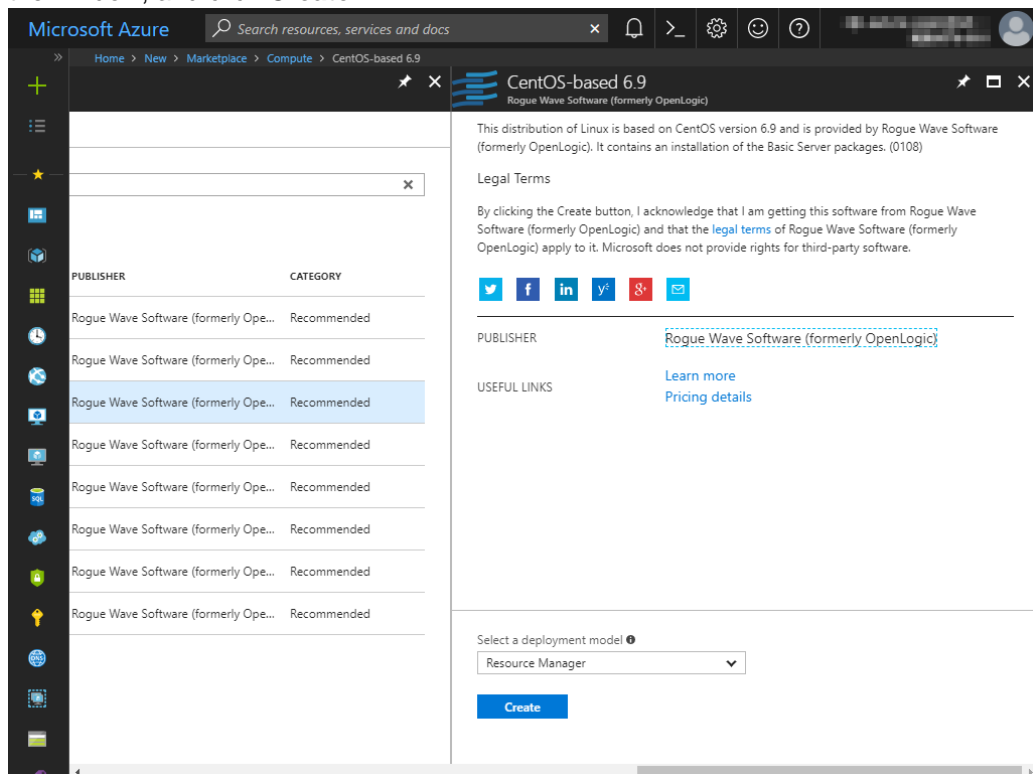 Microsoft Azure
Search resources, services and docs
Home > New > Marketplace > Compute > CentOS-based 6.9
PUBLISHER CATEGORY
Rogue Wave Software (formerly Ope... Recommended
Rogue Wave Software (formerly Ope... Recommended
Rogue Wave Software (formerly Ope... Recommended
Rogue Wave Software (formerly Ope... Recommended
Rogue Wave Software (formerly Ope... Recommended
Rogue Wave Software (formerly Ope... Recommended
Rogue Wave Software (formerly Ope... Recommended
Rogue Wave Software (formerly Ope... Recommended
CentOS-based 6.9
Rogue Wave Software (formerly OpenLogic)
This distribution of Linux is based on CentOS version 6.9 and is provided by Rogue Wave Software
(formerly OpenLogic). It contains an installation of the Basic Server packages. (0108)
Legal Terms
By clicking the Create button, I acknowledge that I am getting this software from Rogue Wave
Software (formerly OpenLogic) and that the legal terms of Rogue Wave Software (formerly
OpenLogic) apply to it. Microsoft does not provide rights for third-party software.
PUBLISHER Rogue Wave Software (formerly OpenLogic)
USEFUL LINKS
Learn more
Pricing details
Select a deployment model
Resource Manager
Create